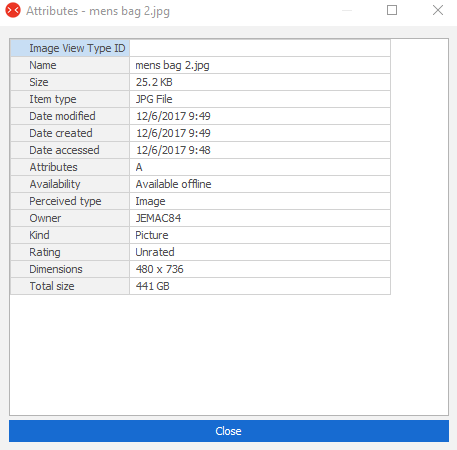 Attributes - mens bag 2.jpg
Image View Type ID
Name mens bag 2.jpg
Size 25.2 KB
Item type JPG File
Date modified 12/6/2017 9:49
Date created 12/6/2017 9:49
Date accessed 12/6/2017 9:48
Attributes A
Availability Available offline
Perceived type Image
Owner JEMAC84
Kind Picture
Rating Unrated
Dimensions 480 x 736
Total size 441 GB
Close